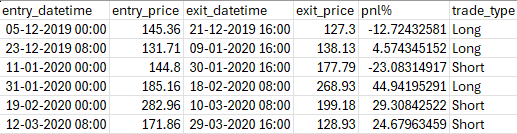 entry_datetime entry_price exit_datetime exit_price pnl% trade_type
05-12-2019 00:00 145.36 21-12-2019 16:00 127.3 -12.72432581 Long
23-12-2019 08:00 131.71 09-01-2020 16:00 138.13 4.574345152 Long
11-01-2020 00:00 144.8 30-01-2020 16:00 177.79 -23.08314917 Short
31-01-2020 00:00 185.16 18-02-2020 08:00 268.93 44.94195291 Long
19-02-2020 00:00 282.96 10-03-2020 08:00 199.18 29.30842522 Short
12-03-2020 08:00 171.86 29-03-2020 16:00 128.93 24.67963459 Short